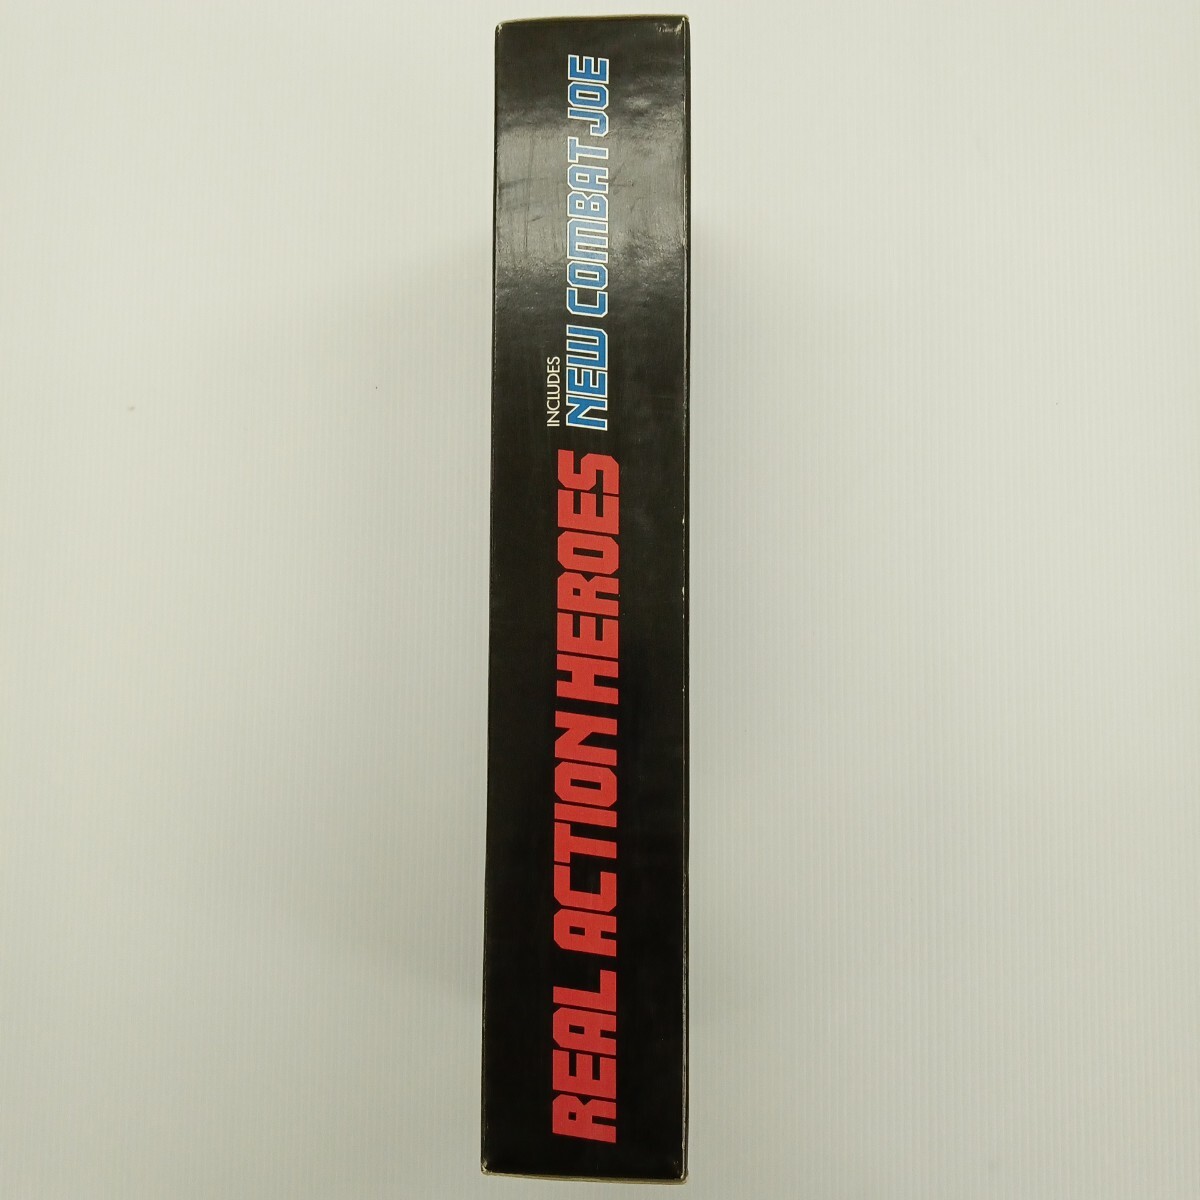 REAL ACTION HEROES
INCLUDES
NEW COMBAT JOE